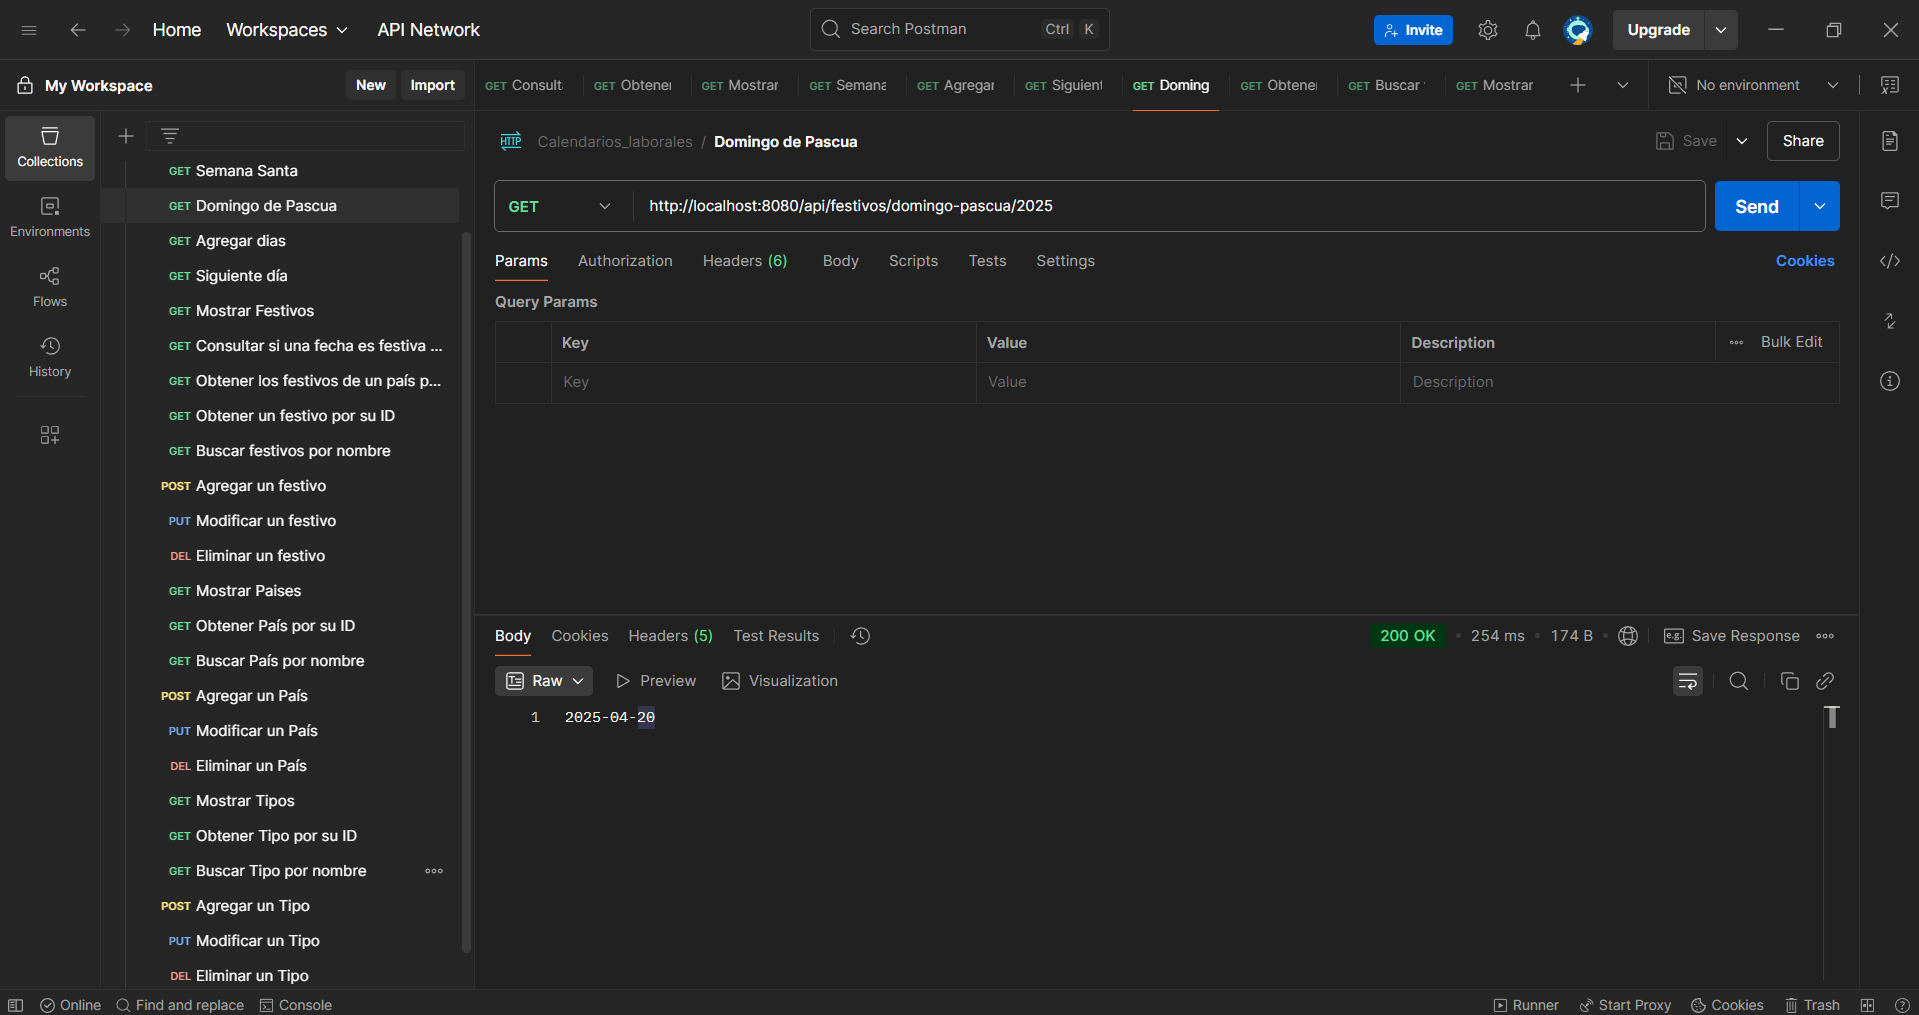 Home Workspaces API Network Search Postman Ctrl K Invite Upgrade
My Workspace New Import GET Consult GET Obtener GET Mostrar GET Semana GET Agregar GET Siguient GET Doming GET Obtener GET Buscar GET Mostrar No environment
Collections
Environments
Flows
History
GET Semana Santa
GET Domingo de Pascua
GET Agregar dias
GET Siguiente día
GET Mostrar Festivos
GET Consultar si una fecha es festiva ...
GET Obtener los festivos de un país p...
GET Obtener un festivo por su ID
GET Buscar festivos por nombre
POST Agregar un festivo
PUT Modificar un festivo
DEL Eliminar un festivo
GET Mostrar Paises
GET Obtener País por su ID
GET Buscar País por nombre
POST Agregar un País
PUT Modificar un País
DEL Eliminar un País
GET Mostrar Tipos
GET Obtener Tipo por su ID
GET Buscar Tipo por nombre
POST Agregar un Tipo
PUT Modificar un Tipo
DEL Eliminar un Tipo
HTTP Calendarios_laborales / Domingo de Pascua Save Share
GET http://localhost:8080/api/festivos/domingo-pascua/2025 Send
Params Authorization Headers (6) Body Scripts Tests Settings Cookies
Query Params
Key Value Description Bulk Edit
Key Value Description
Body Cookies Headers (5) Test Results 200 OK 254 ms 174 B e.g. Save Response
Raw Preview Visualization
1 2025-04-20
Online Find and replace Console Runner Start Proxy Cookies Trash